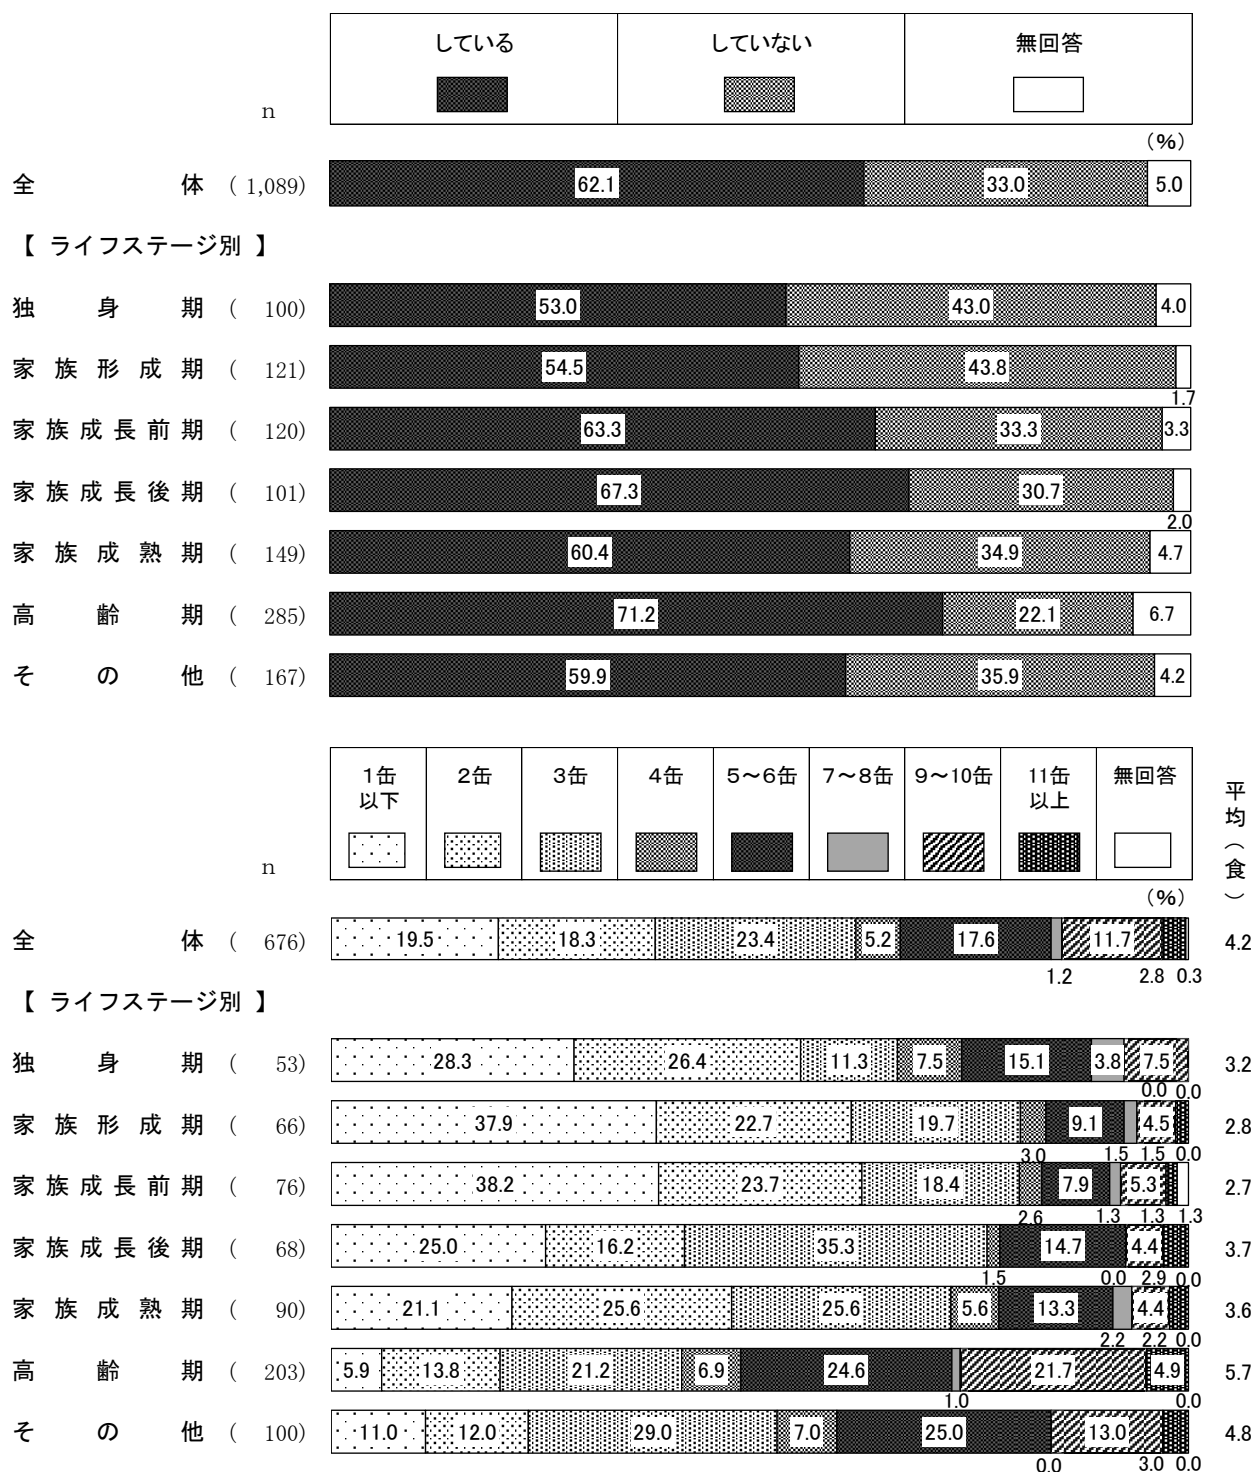 している していない 無回答
n
(%)
全体 ( 1,089) 62.1 33.0 5.0
【 ライフステージ別 】
独身期 ( 100) 53.0 43.0 4.0
家族形成期 ( 121) 54.5 43.8
1.7
家族成長前期 ( 120) 63.3 33.3 3.3
家族成長後期 ( 101) 67.3 30.7
2.0
家族成熟期 ( 149) 60.4 34.9 4.7
高齢期 ( 285) 71.2 22.1 6.7
その他 ( 167) 59.9 35.9 4.2
1缶以下 2缶 3缶 4缶 5～6缶 7～8缶 9～10缶 11缶以上 無回答
平均(食)
n
(%)
全体 ( 676) 19.5 18.3 23.4 5.2 17.6 11.7 4.2
1.2 2.8 0.3
【 ライフステージ別 】
独身期 ( 53) 28.3 26.4 11.3 7.5 15.1 3.8 7.5 3.2
0.0 0.0
家族形成期 ( 66) 37.9 22.7 19.7 9.1 4.5 2.8
3.0 1.5 1.5 0.0
家族成長前期 ( 76) 38.2 23.7 18.4 7.9 5.3 2.7
2.6 1.3 1.3 1.3
家族成長後期 ( 68) 25.0 16.2 35.3 14.7 4.4 3.7
1.5 0.0 2.9 0.0
家族成熟期 ( 90) 21.1 25.6 25.6 5.6 13.3 4.4 3.6
2.2 2.2 0.0
高齢期 ( 203) 5.9 13.8 21.2 6.9 24.6 21.7 4.9 5.7
1.0 0.0
その他 ( 100) 11.0 12.0 29.0 7.0 25.0 13.0 4.8
0.0 3.0 0.0